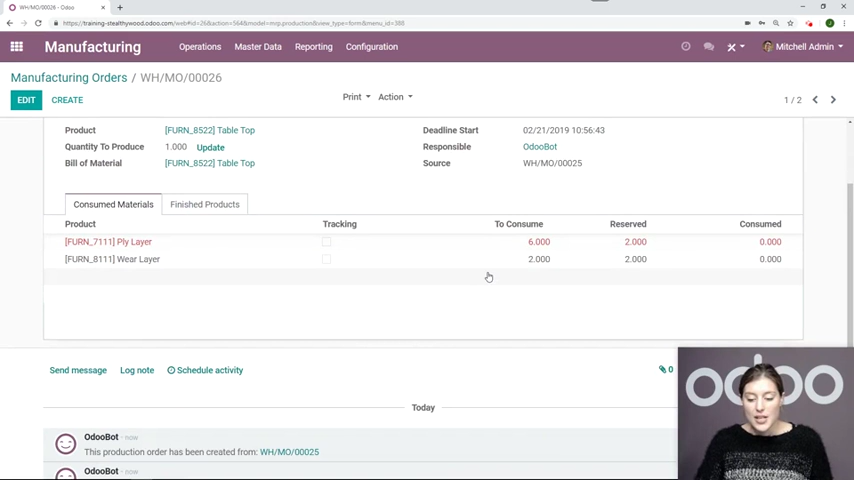 WH/MO/00026 - Odoo
https://training-stealthywood.odoo.com/web#id=26&action=564&model=mrp.production&view_type=form&menu_id=388
Manufacturing Operations Master Data Reporting Configuration Mitchell Admin
Manufacturing Orders / WH/MO/00026
EDIT CREATE Print Action 1 / 2
Product [FURN_8522] Table Top Deadline Start 02/21/2019 10:56:43
Quantity To Produce 1.000 Update Responsible OdooBot
Bill of Material [FURN_8522] Table Top Source WH/MO/00025
Consumed Materials Finished Products
Product Tracking To Consume Reserved Consumed
[FURN_7111] Ply Layer 6.000 2.000 0.000
[FURN_8111] Wear Layer 2.000 2.000 0.000
Send message Log note Schedule activity 0
odoo
Today
OdooBot - now
This production order has been created from: WH/MO/00025
OdooBot - now